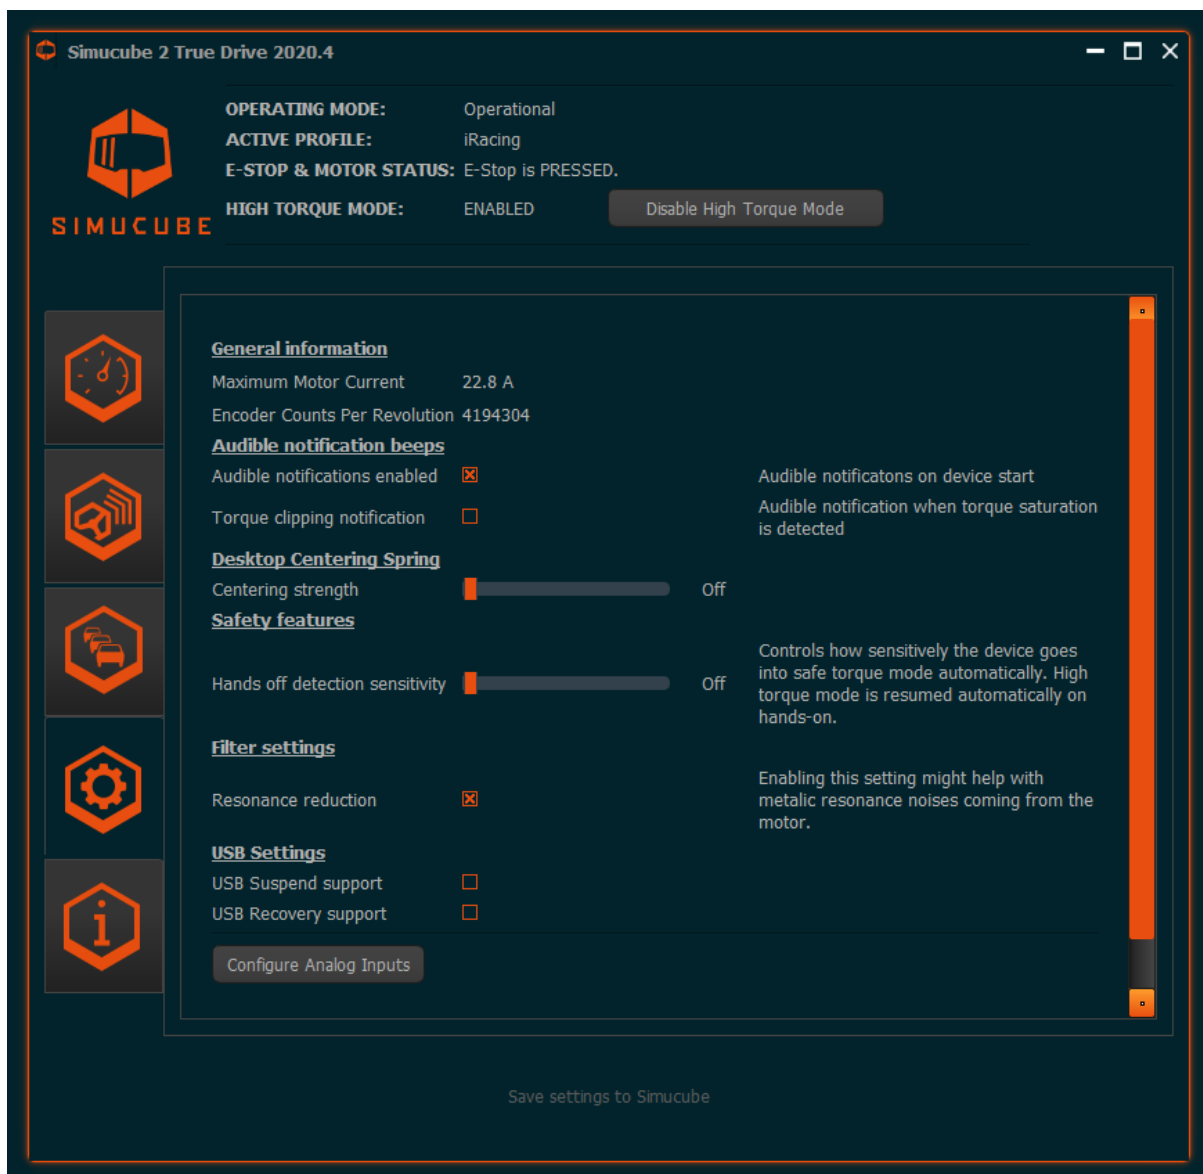 Simucube 2 True Drive 2020.4
OPERATING MODE: Operational
ACTIVE PROFILE: iRacing
E-STOP & MOTOR STATUS: E-Stop is PRESSED.
HIGH TORQUE MODE: ENABLED Disable High Torque Mode
SIMUCUBE
General information
Maximum Motor Current 22.8 A
Encoder Counts Per Revolution 4194304
Audible notification beeps
Audible notifications enabled Audible notificatons on device start
Torque clipping notification Audible notification when torque saturation
is detected
Desktop Centering Spring
Centering strength Off
Safety features
Hands off detection sensitivity Off Controls how sensitively the device goes
into safe torque mode automatically. High
torque mode is resumed automatically on
hands-on.
Filter settings
Resonance reduction Enabling this setting might help with
metalic resonance noises coming from the
motor.
USB Settings
USB Suspend support
USB Recovery support
Configure Analog Inputs
Save settings to Simucube